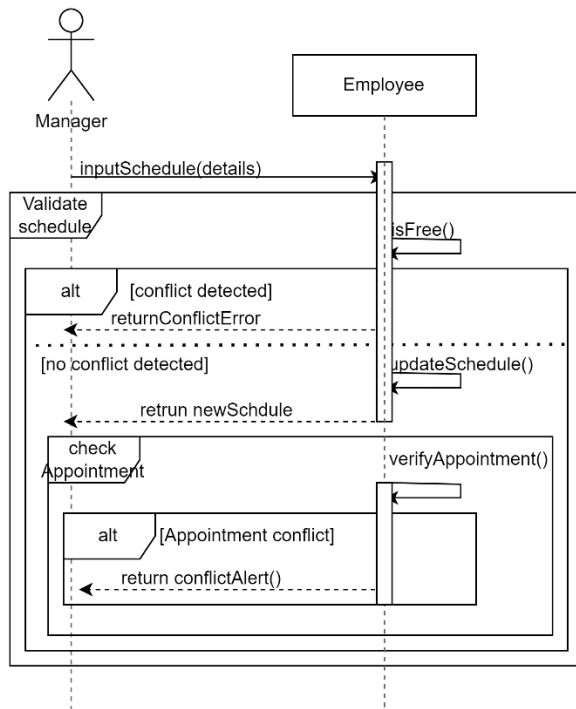 Manager
Employee
inputSchedule(details)
Validate
schedule
isFree()
alt
[conflict detected]
returnConflictError
[no conflict detected]
updateSchedule()
retrun newSchdule
check
Appointment
verifyAppointment()
alt
[Appointment conflict]
return conflictAlert()